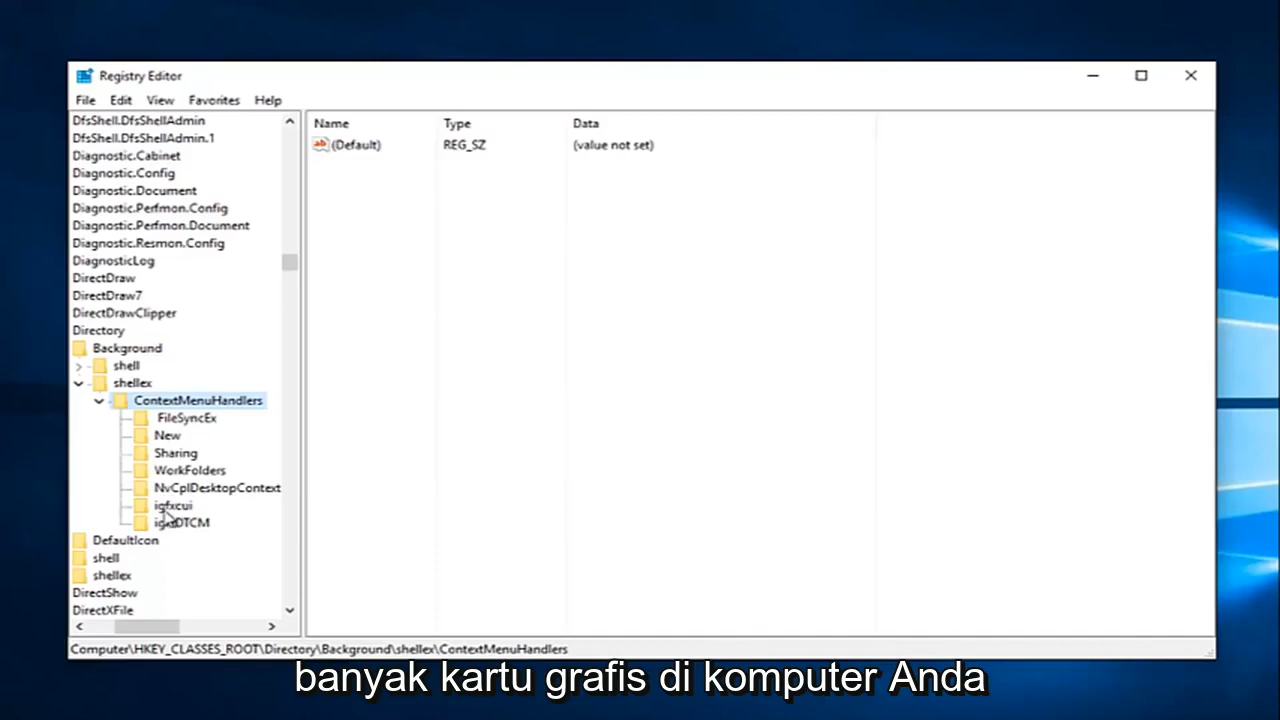 Registry Editor
File Edit View Favorites Help
DfsShell.DfsShellAdmin
DfsShell.DfsShellAdmin.1
Diagnostic.Cabinet
Diagnostic.Config
Diagnostic.Document
Diagnostic.Perfmon.Config
Diagnostic.Perfmon.Document
Diagnostic.Resmon.Config
DiagnosticLog
DirectDraw
DirectDraw7
DirectDrawClipper
Directory
Background
shell
shellex
ContextMenuHandlers
FileSyncEx
New
Sharing
WorkFolders
NvCplDesktopContext
igfxcui
DefaultIcon
shell
shellex
DirectShow
DirectXFile
Name Type Data
ab (Default) REG_SZ (value not set)
Computer\HKEY_CLASSES_ROOT\Directory\Background\shellex\ContextMenuHandlers
banyak kartu grafis di komputer Anda